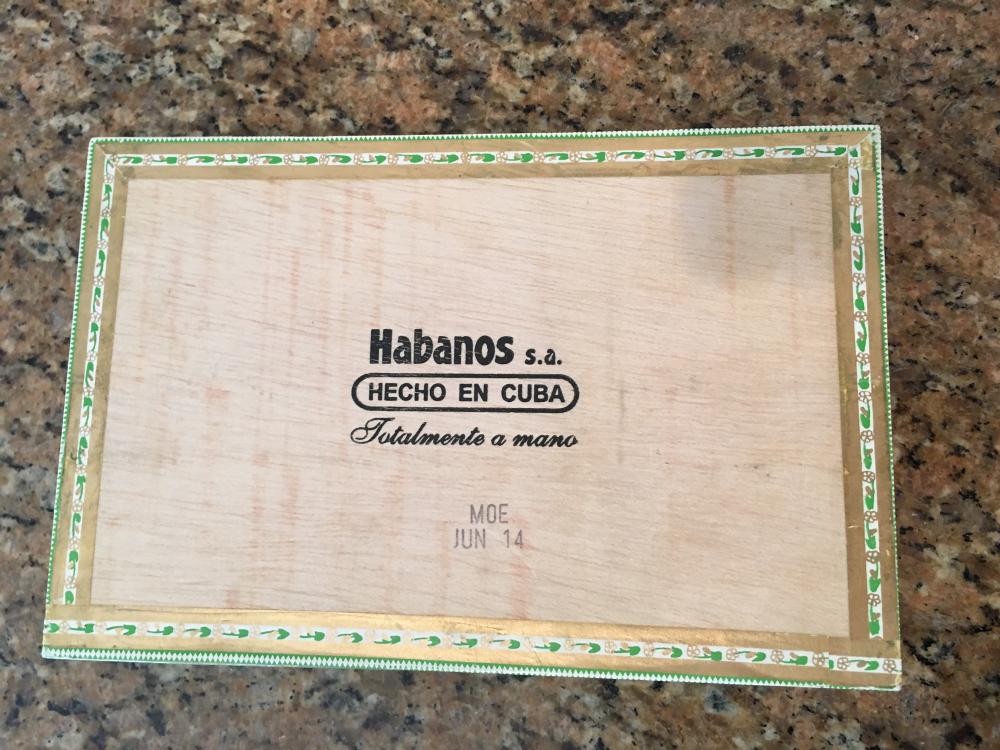 Habanos s.a.
HECHO EN CUBA
Totalmente a mano
MOE
JUN 14